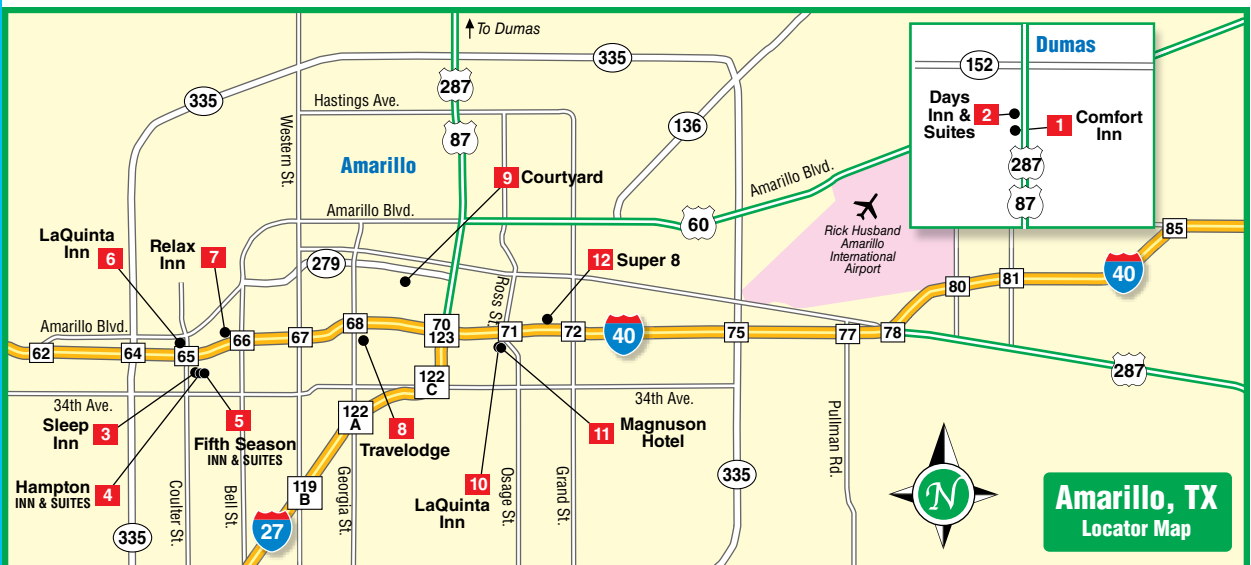 To Dumas
335
335
287
87
136
Hastings Ave.
Western St.
Amarillo
9 Courtyard
Amarillo Blvd.
Amarillo Blvd.
60
Dumas
152
Days
Inn &
Suites
2
1
Comfort
Inn
287
87
Rick Husband
Amarillo
International
Airport
LaQuinta
Inn
6
Relax
Inn
7
279
12 Super 8
Ross St.
Amarillo Blvd.
62
64
65
66
67
68
70
123
71
72
40
75
77
78
80
81
40
85
287
122
C
122
A
119
B
27
34th Ave.
34th Ave.
Sleep
Inn
3
Hampton
INN & SUITES
4
5
Fifth Season
INN & SUITES
8
Travelodge
10
LaQuinta
Inn
11
Magnuson
Hotel
335
335
Coulter St.
Bell St.
Georgia St.
Osage St.
Grand St.
Pullman Rd.
N
Amarillo, TX
Locator Map